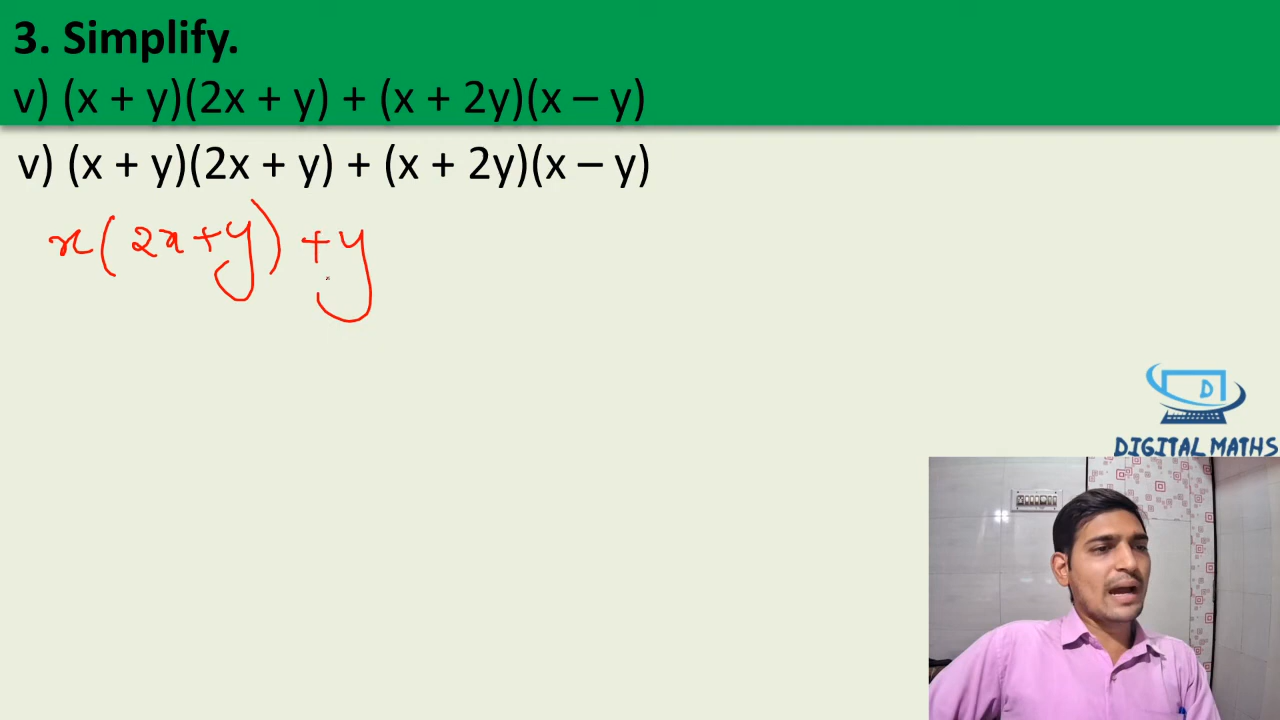 3. Simplify.
v) (x + y)(2x + y) + (x + 2y)(x – y)
v) (x + y)(2x + y) + (x + 2y)(x – y)
x(2x+y) +y
D
DIGITAL MATHS